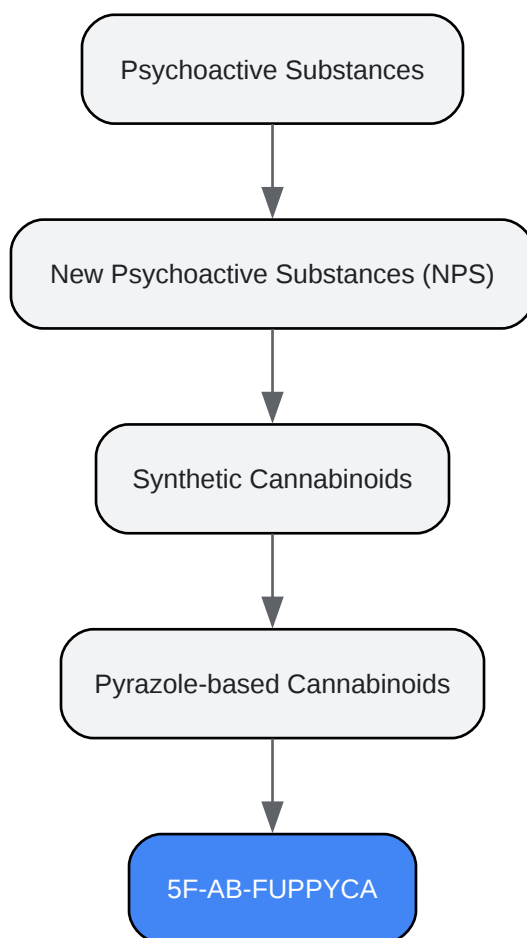 Psychoactive Substances
New Psychoactive Substances (NPS)
Synthetic Cannabinoids
Pyrazole-based Cannabinoids
5F-AB-FUPPYCA